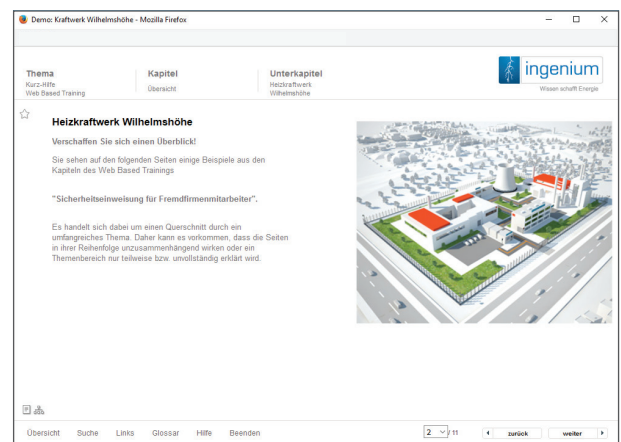 Demo: Kraftwerk Wilhelmshöhe - Mozilla Firefox
Thema
Kurz-Hilfe
Web Based Training
Kapitel
Übersicht
Unterkapitel
Heizkraftwerk
Wilhelmshöhe
ingenium
Wissen schafft Energie
Heizkraftwerk Wilhelmshöhe
Verschaffen Sie sich einen Überblick!
Sie sehen auf den folgenden Seiten einige Beispiele aus den
Kapiteln des Web Based Trainings
"Sicherheitseinweisung für Fremdfirmenmitarbeiter".
Es handelt sich dabei um einen Querschnitt durch ein
umfangreiches Thema. Daher kann es vorkommen, dass die Seiten
in ihrer Reihenfolge unzusammenhängend wirken oder ein
Themenbereich nur teilweise bzw. unvollständig erklärt wird.
Übersicht Suche Links Glossar Hilfe Beenden 2 / 11 zurück weiter